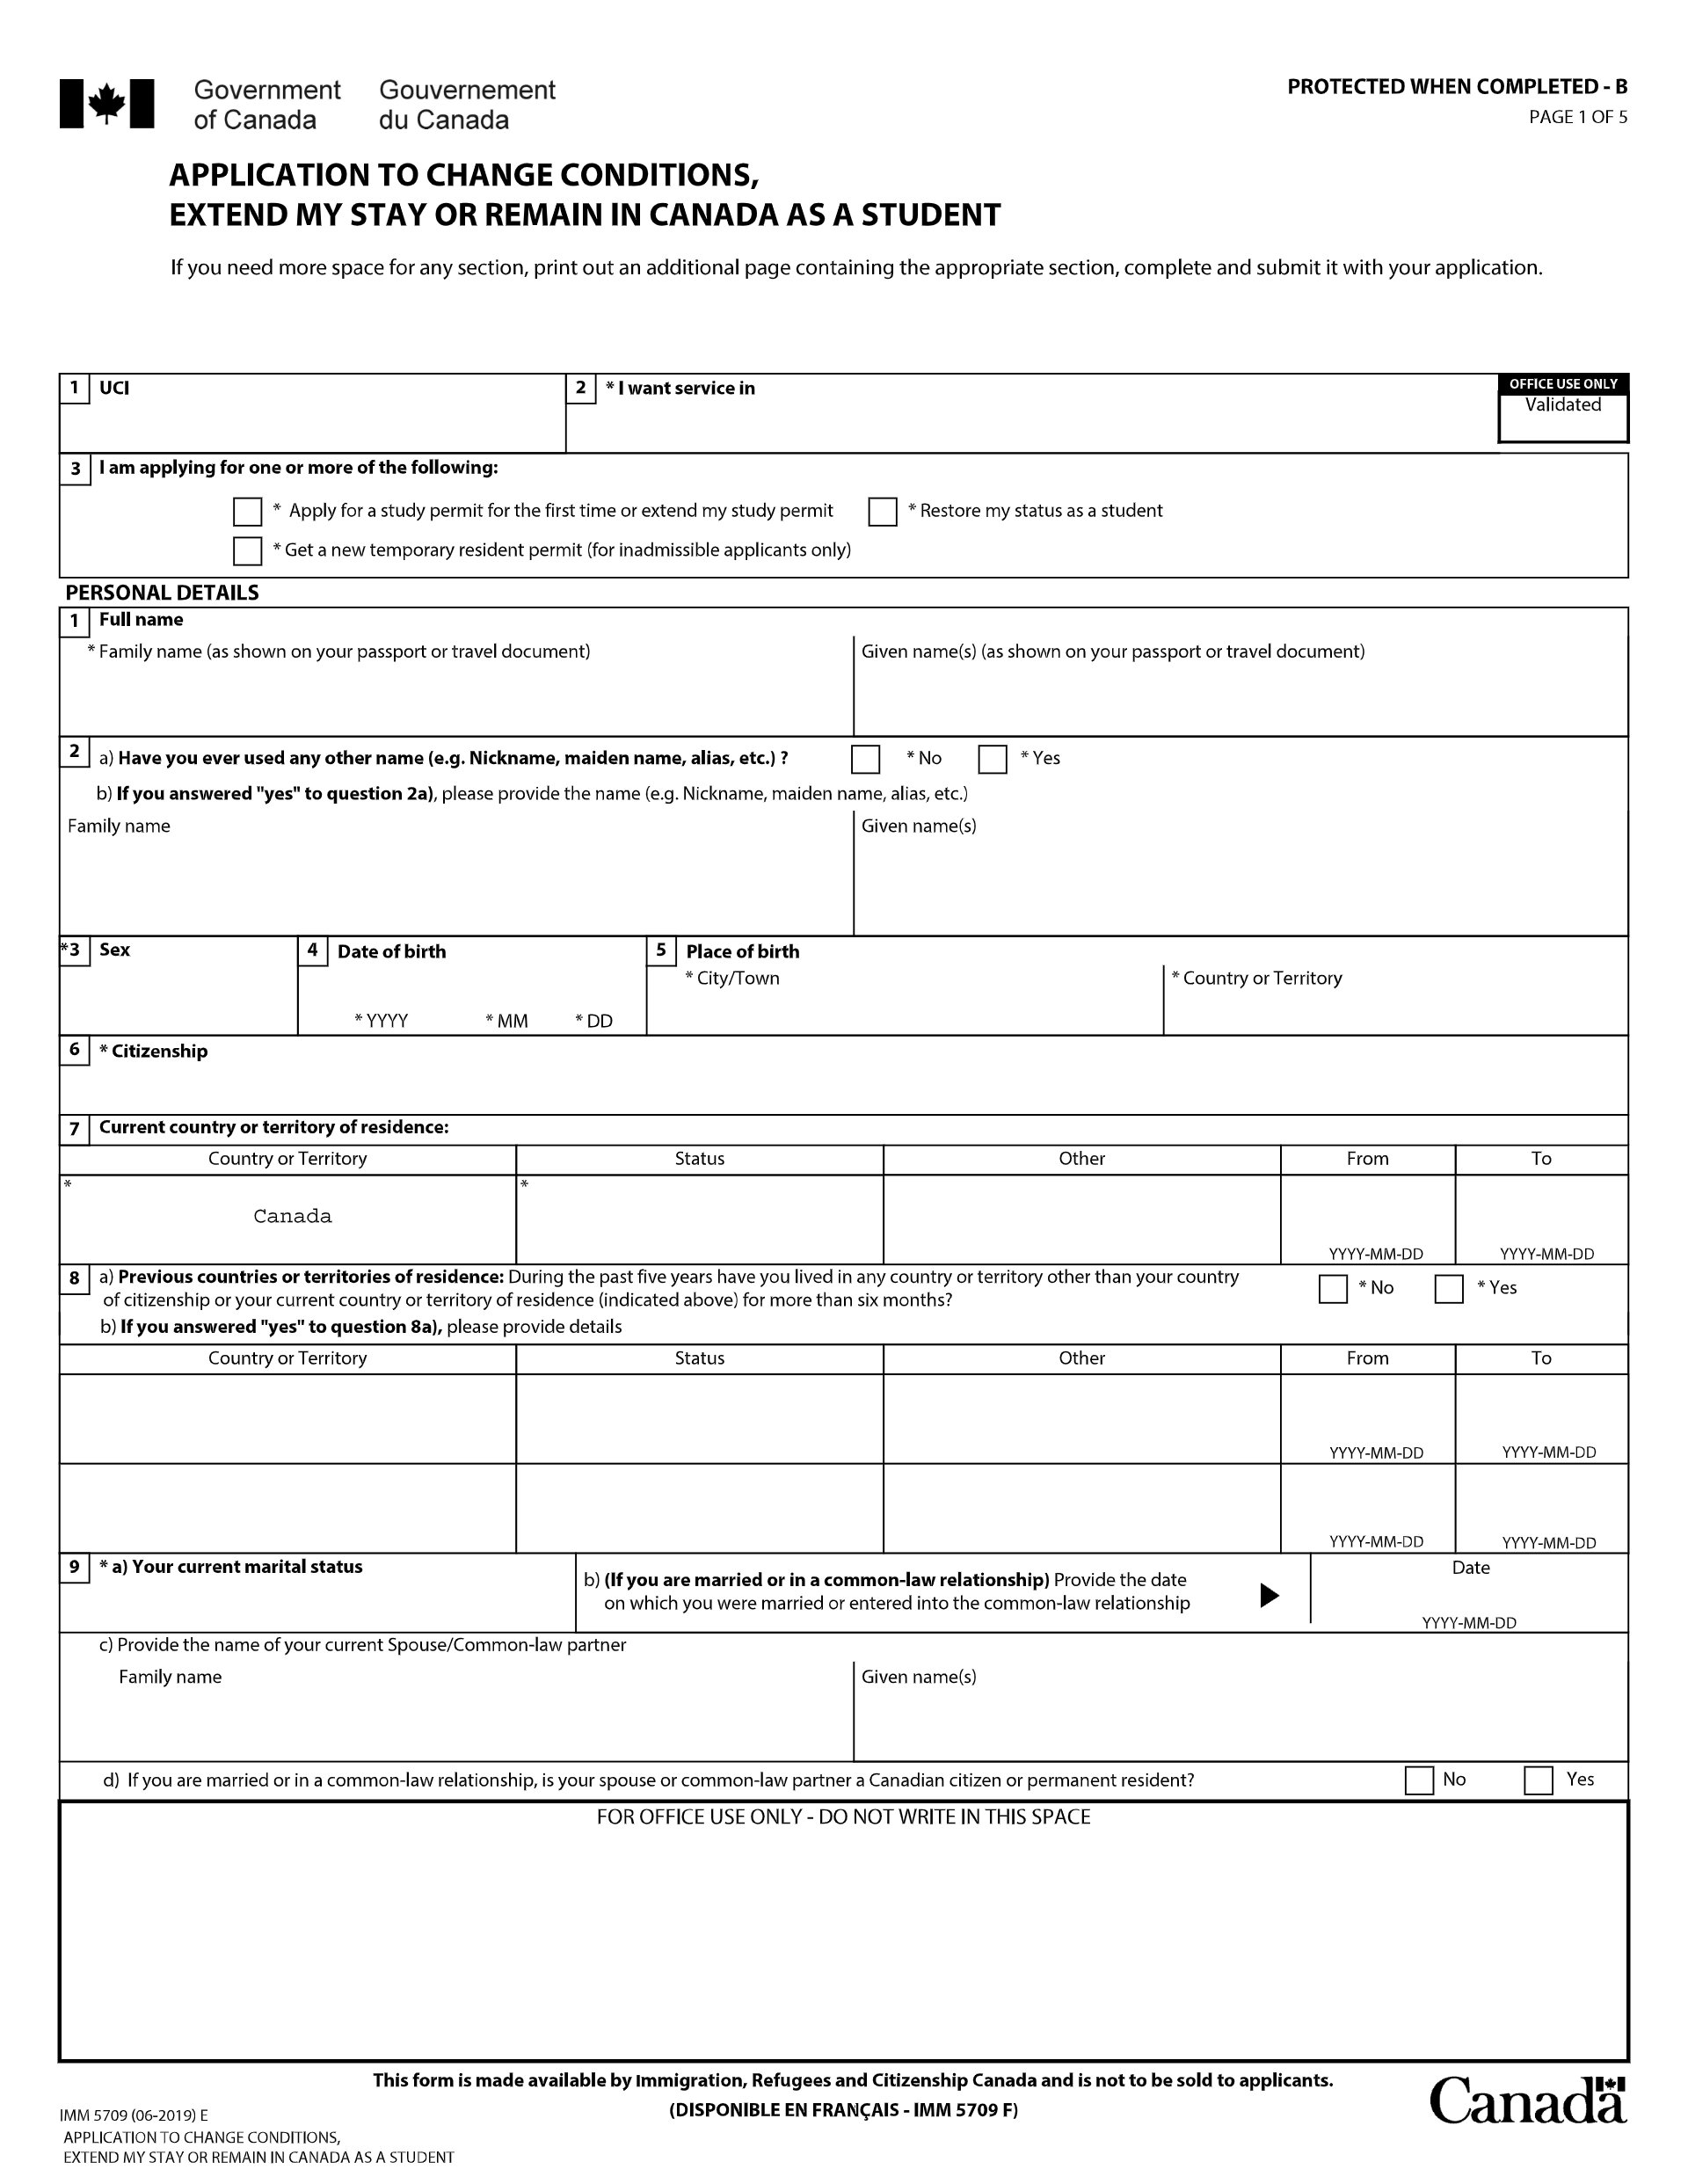 Government Gouvernement
of Canada du Canada
PROTECTED WHEN COMPLETED - B
PAGE 1 OF 5
APPLICATION TO CHANGE CONDITIONS,
EXTEND MY STAY OR REMAIN IN CANADA AS A STUDENT
If you need more space for any section, print out an additional page containing the appropriate section, complete and submit it with your application.
1 UCI
2 * I want service in
OFFICE USE ONLY
Validated
3 I am applying for one or more of the following:
* Apply for a study permit for the first time or extend my study permit
* Restore my status as a student
* Get a new temporary resident permit (for inadmissible applicants only)
PERSONAL DETAILS
1 Full name
* Family name (as shown on your passport or travel document)
Given name(s) (as shown on your passport or travel document)
2 a) Have you ever used any other name (e.g. Nickname, maiden name, alias, etc.) ? * No * Yes
b) If you answered "yes" to question 2a), please provide the name (e.g. Nickname, maiden name, alias, etc.)
Family name
Given name(s)
*3 Sex
4 Date of birth
* YYYY * MM * DD
5 Place of birth
* City/Town
* Country or Territory
6 * Citizenship
7 Current country or territory of residence:
Country or Territory Status Other From To
* *
Canada
YYYY-MM-DD YYYY-MM-DD
8 a) Previous countries or territories of residence: During the past five years have you lived in any country or territory other than your country
of citizenship or your current country or territory of residence (indicated above) for more than six months?
* No * Yes
b) If you answered "yes" to question 8a), please provide details
Country or Territory Status Other From To
YYYY-MM-DD YYYY-MM-DD
YYYY-MM-DD YYYY-MM-DD
9 * a) Your current marital status
b) (If you are married or in a common-law relationship) Provide the date
on which you were married or entered into the common-law relationship
Date
YYYY-MM-DD
c) Provide the name of your current Spouse/Common-law partner
Family name
Given name(s)
d) If you are married or in a common-law relationship, is your spouse or common-law partner a Canadian citizen or permanent resident? No Yes
FOR OFFICE USE ONLY - DO NOT WRITE IN THIS SPACE
This form is made available by Immigration, Refugees and Citizenship Canada and is not to be sold to applicants.
(DISPONIBLE EN FRANÇAIS - IMM 5709 F)
Canada
IMM 5709 (06-2019) E
APPLICATION TO CHANGE CONDITIONS,
EXTEND MY STAY OR REMAIN IN CANADA AS A STUDENT